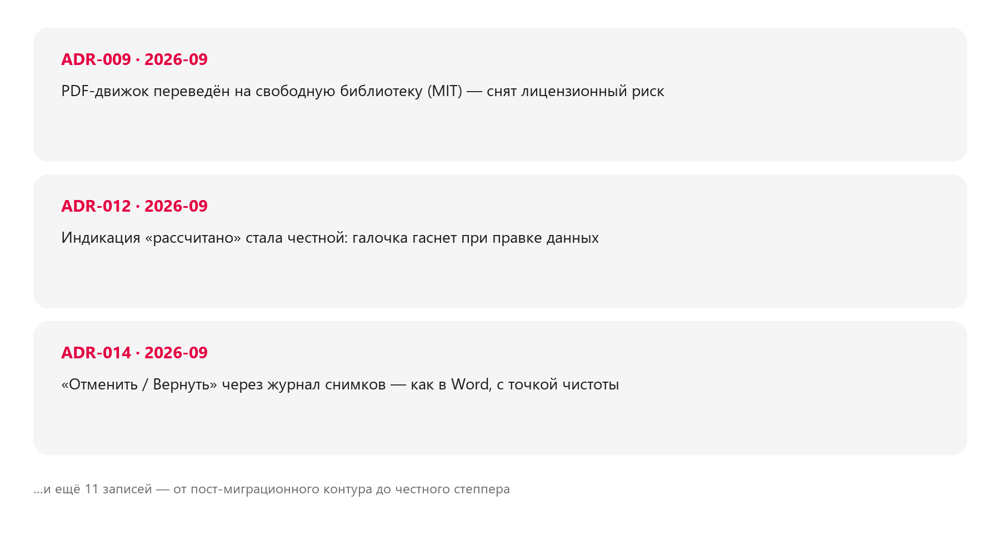 ADR-009 · 2026-09
PDF-движок переведён на свободную библиотеку (MIT) — снят лицензионный риск
ADR-012 · 2026-09
Индикация «рассчитано» стала честной: галочка гаснет при правке данных
ADR-014 · 2026-09
«Отменить / Вернуть» через журнал снимков — как в Word, с точкой чистоты
…и ещё 11 записей — от пост-миграционного контура до честного степпера